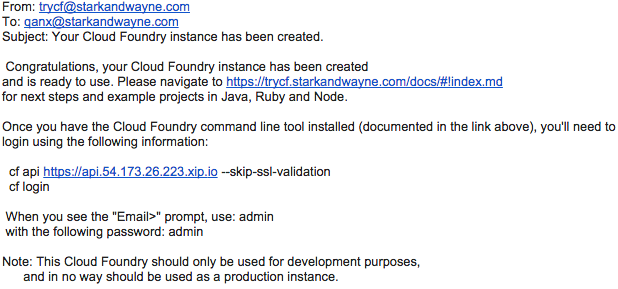 From: trycf@starkandwayne.com
To: qanx@starkandwayne.com
Subject: Your Cloud Foundry instance has been created.
Congratulations, your Cloud Foundry instance has been created
and is ready to use. Please navigate to https://trycf.starkandwayne.com/docs/#!index.md
for next steps and example projects in Java, Ruby and Node.
Once you have the Cloud Foundry command line tool installed (documented in the link above), you'll need to
login using the following information:
cf api https://api.54.173.26.223.xip.io --skip-ssl-validation
cf login
When you see the "Email>" prompt, use: admin
with the following password: admin
Note: This Cloud Foundry should only be used for development purposes,
and in no way should be used as a production instance.